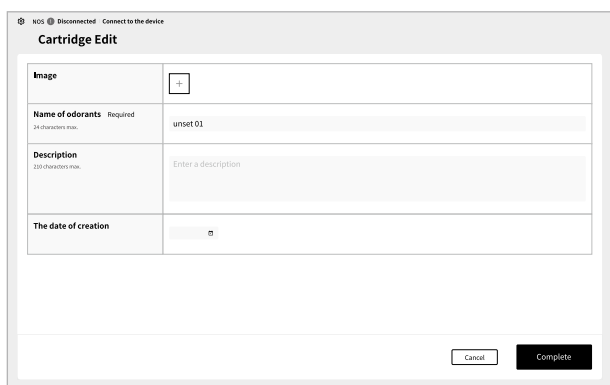 NOS Disconnected Connect to the device
Cartridge Edit
Image
+
Name of odorants Required
24 characters max.
unset 01
Description
210 characters max.
Enter a description
The date of creation
Cancel
Complete